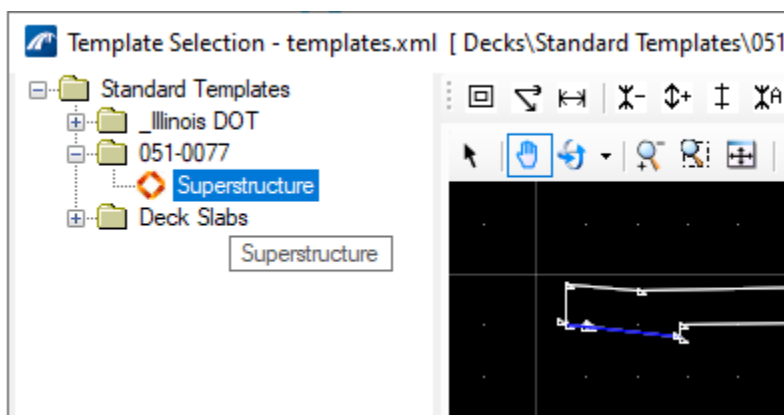 Template Selection - templates.xml [ Decks\Standard Templates\051
Standard Templates
_Illinois DOT
051-0077
Superstructure
Deck Slabs
Superstructure